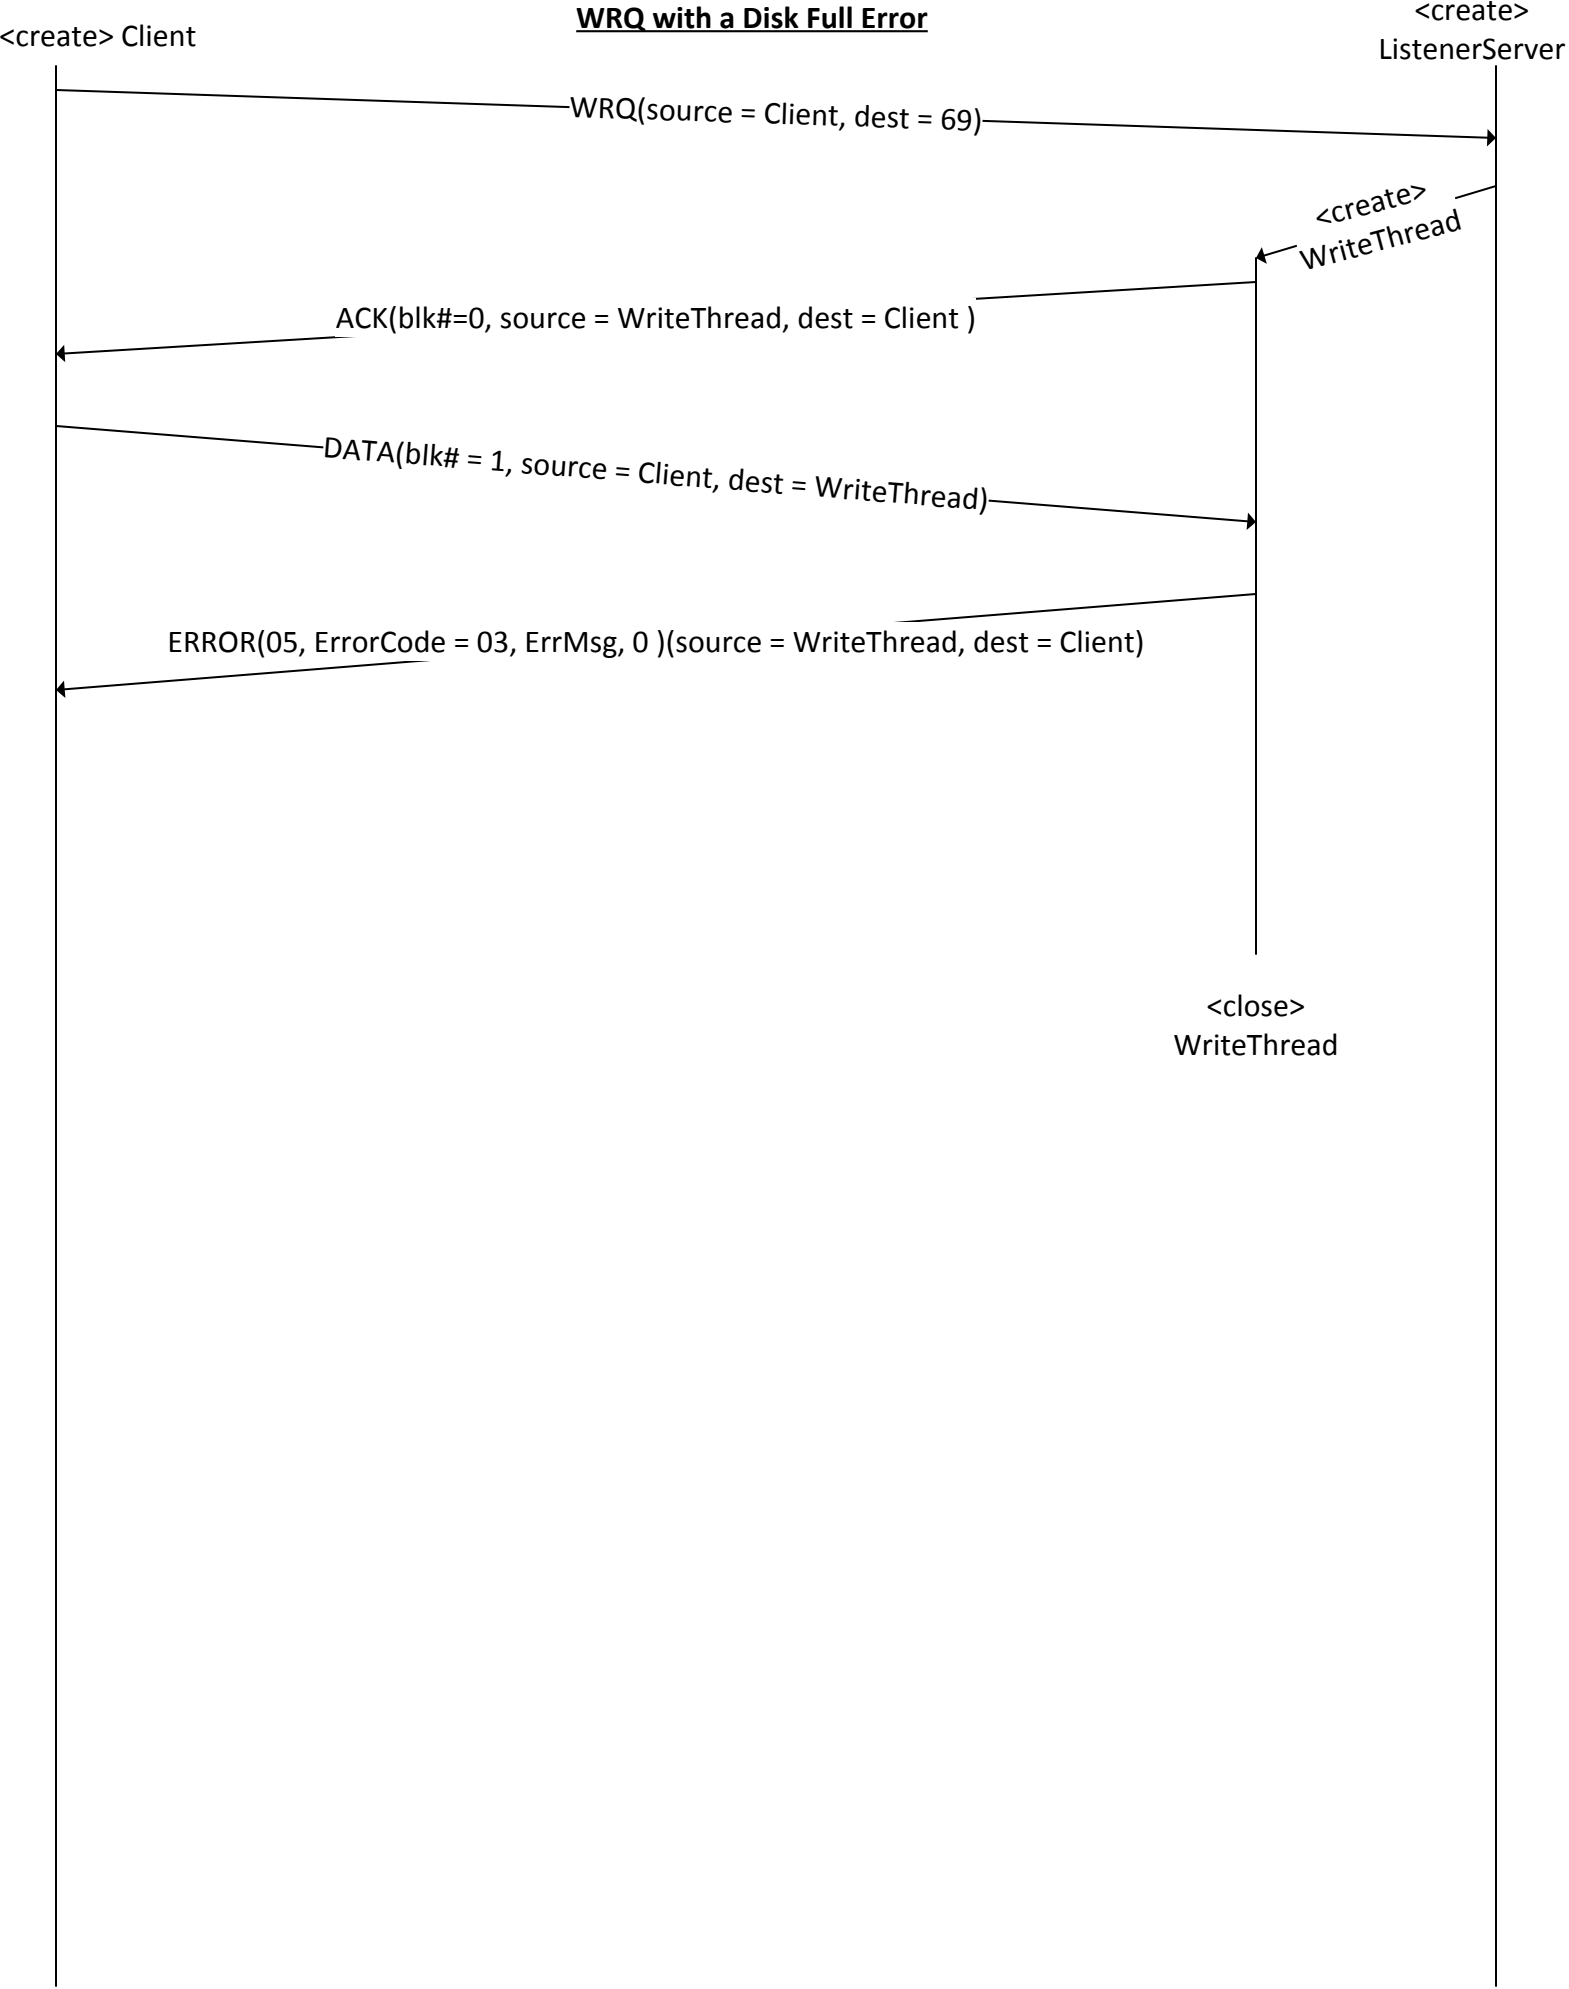 WRQ with a Disk Full Error
<create> Client
<create>
ListenerServer
WRQ(source = Client, dest = 69)
<create>
WriteThread
ACK(blk#=0, source = WriteThread, dest = Client )
DATA(blk# = 1, source = Client, dest = WriteThread)
ERROR(05, ErrorCode = 03, ErrMsg, 0 )(source = WriteThread, dest = Client)
<close>
WriteThread